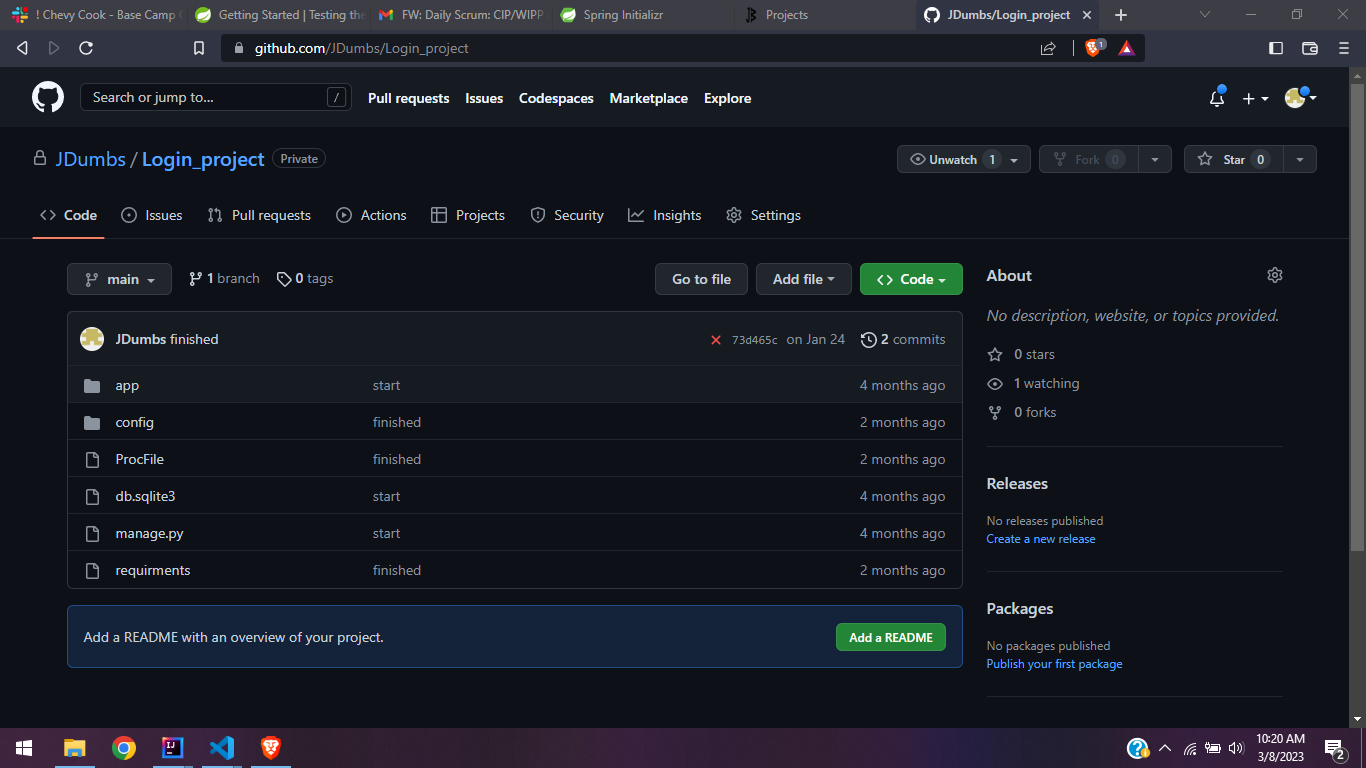 ! Chevy Cook - Base Camp
Getting Started | Testing the
FW: Daily Scrum: CIP/WIPP
Spring Initializr
Projects
JDumbs/Login_project
github.com/JDumbs/Login_project
1
Search or jump to...
/
Pull requests
Issues
Codespaces
Marketplace
Explore
JDumbs / Login_project
Private
Unwatch 1
Fork 0
Star 0
Code
Issues
Pull requests
Actions
Projects
Security
Insights
Settings
main
1 branch
0 tags
Go to file
Add file
Code
JDumbs finished
73d465c on Jan 24
2 commits
app start 4 months ago
config finished 2 months ago
ProcFile finished 2 months ago
db.sqlite3 start 4 months ago
manage.py start 4 months ago
requirments finished 2 months ago
Add a README with an overview of your project.
Add a README
About
No description, website, or topics provided.
0 stars
1 watching
0 forks
Releases
No releases published
Create a new release
Packages
No packages published
Publish your first package
10:20 AM
3/8/2023
2